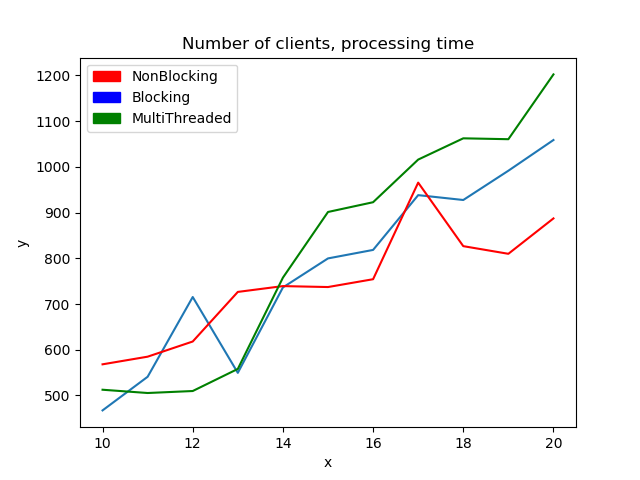 Number of clients, processing time
NonBlocking
Blocking
MultiThreaded
1200
1100
1000
900
800
700
600
500
y
10 12 14 16 18 20
x